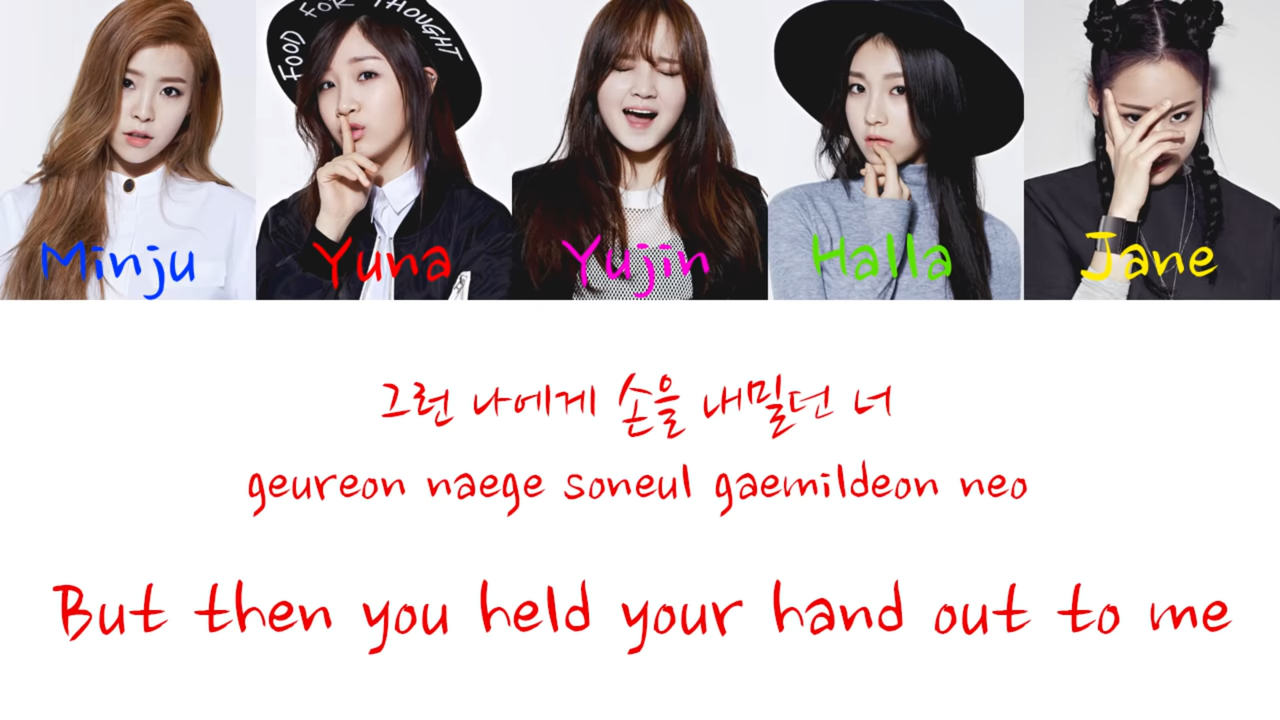 FOOD FOR THOUGHT
Minju
Yuna
Yujin
Halla
Jane
그런 나에게 손을 내밀던 너
geureon naege soneul gaemildeon neo
But then you held your hand out to me